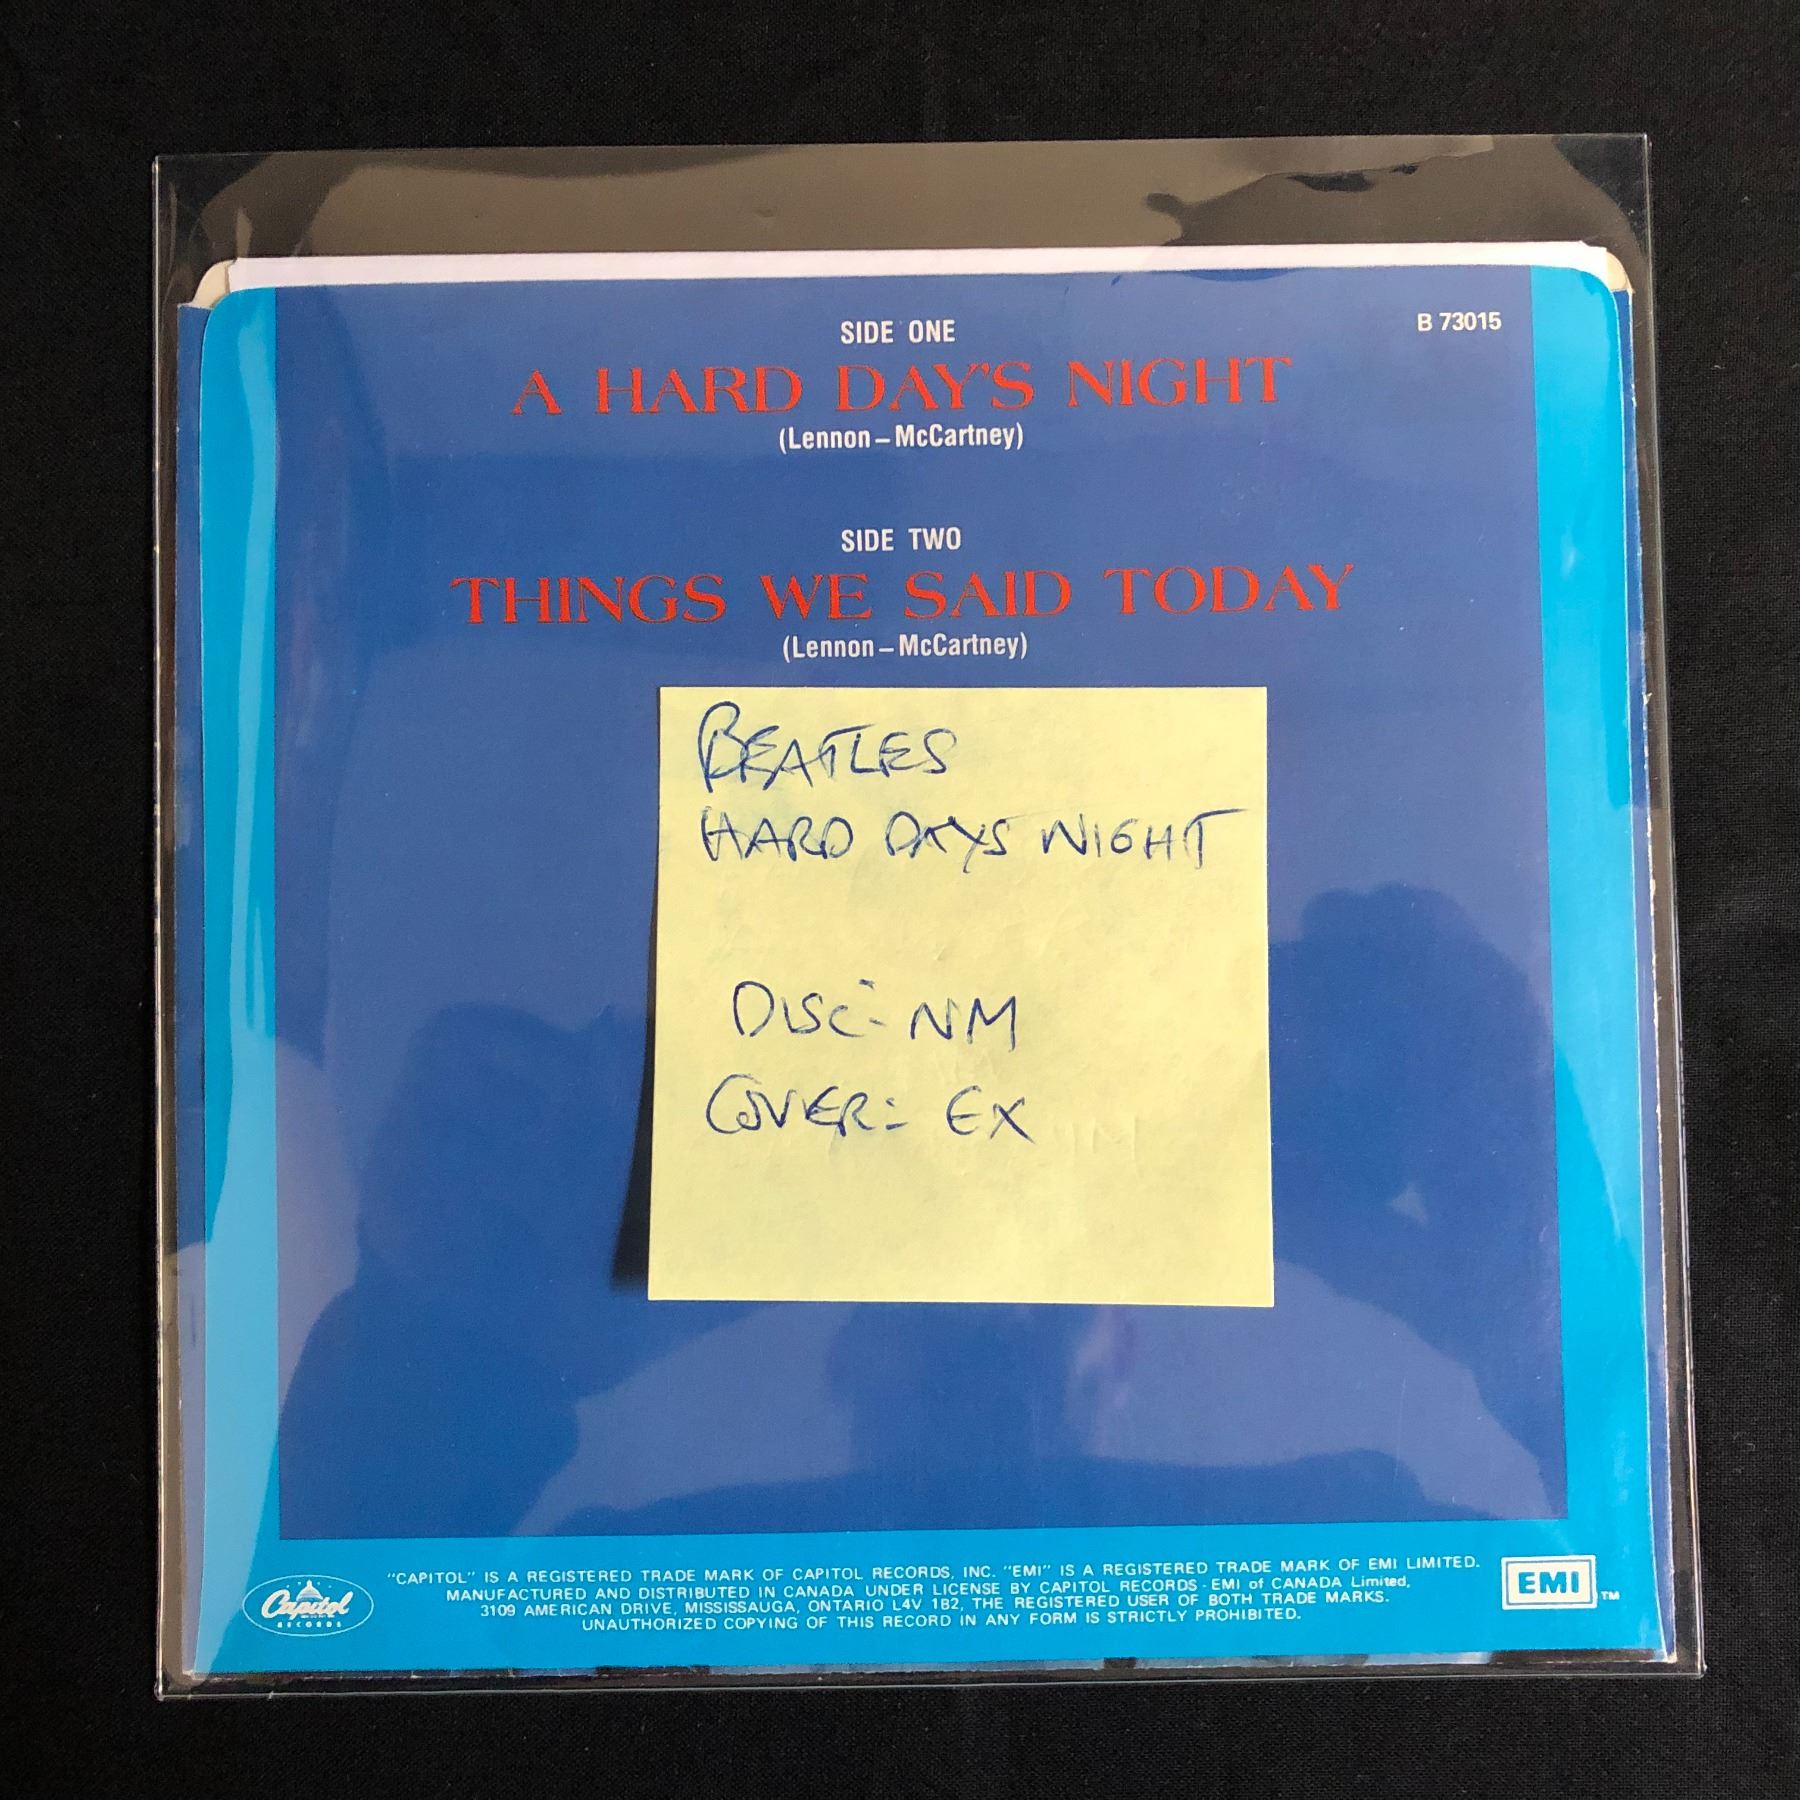 B 73015
SIDE ONE
A HARD DAY'S NIGHT
(Lennon – McCartney)
SIDE TWO
THINGS WE SAID TODAY
(Lennon – McCartney)
BEATLES
HARD DAYS NIGHT
DISC: NM
COVER: EX
Capitol
RECORDS
"CAPITOL" IS A REGISTERED TRADE MARK OF CAPITOL RECORDS, INC. "EMI" IS A REGISTERED TRADE MARK OF EMI LIMITED.
MANUFACTURED AND DISTRIBUTED IN CANADA UNDER LICENSE BY CAPITOL RECORDS - EMI of CANADA Limited,
3109 AMERICAN DRIVE, MISSISSAUGA, ONTARIO L4V 1B2, THE REGISTERED USER OF BOTH TRADE MARKS.
UNAUTHORIZED COPYING OF THIS RECORD IN ANY FORM IS STRICTLY PROHIBITED.
EMI TM